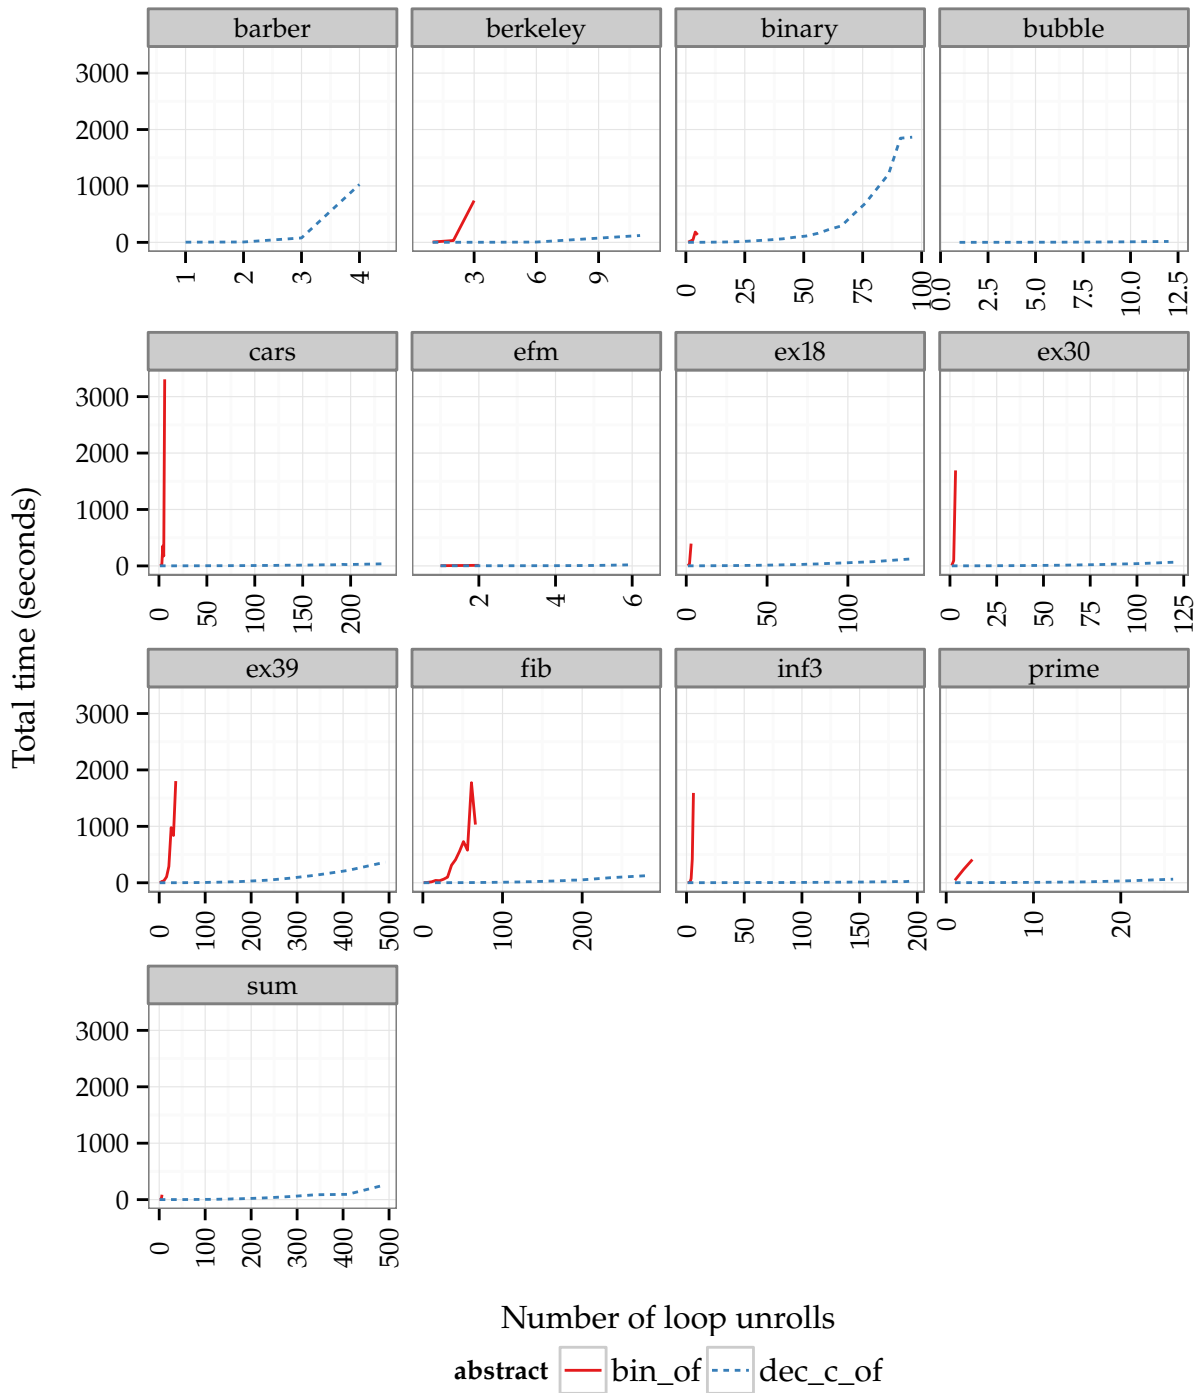 barber berkeley binary bubble
3000
2000
1000
0
1 2 3 4 3 6 9 0 25 50 75 100 0.0 2.5 5.0 7.5 10.0 12.5
cars efm ex18 ex30
3000
2000
1000
0
0 50 100 150 200 2 4 6 0 50 100 0 25 50 75 100 125
Total time (seconds)
ex39 fib inf3 prime
3000
2000
1000
0
0 100 200 300 400 500 0 100 200 0 50 100 150 200 0 10 20
sum
3000
2000
1000
0
0 100 200 300 400 500
Number of loop unrolls
abstract bin_of dec_c_of